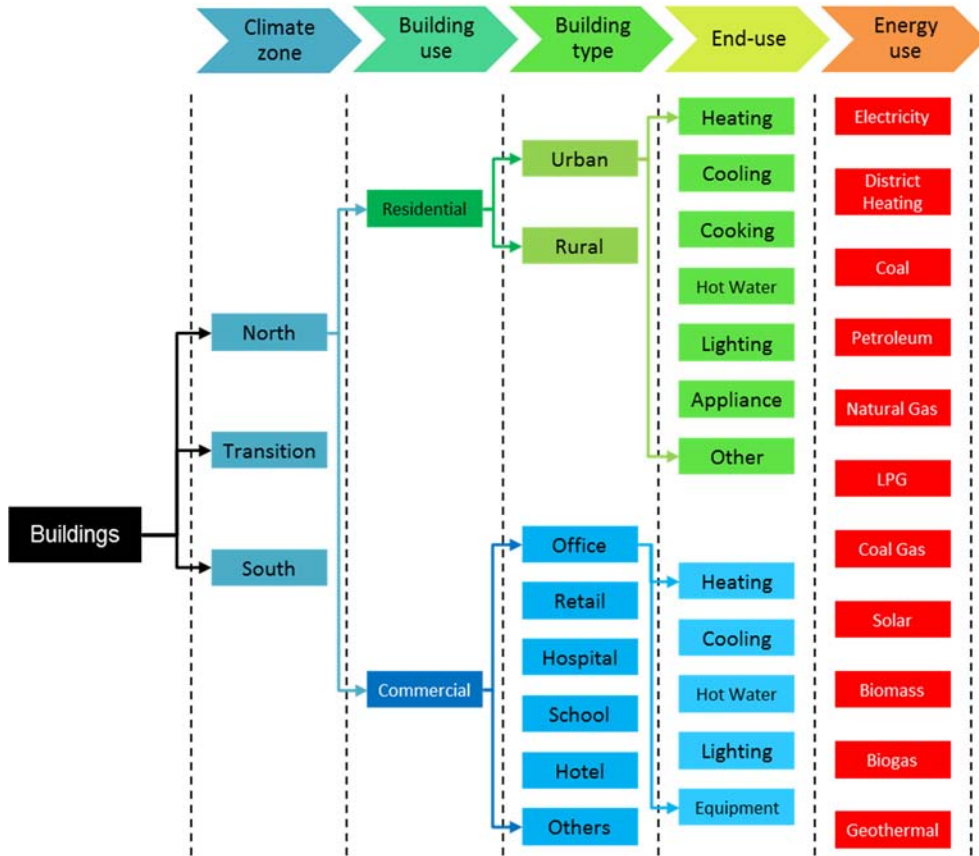 Climate
zone
Building
use
Building
type
End-use
Energy
use
Buildings
North
Transition
South
Residential
Commercial
Urban
Rural
Office
Retail
Hospital
School
Hotel
Others
Heating
Cooling
Cooking
Hot Water
Lighting
Appliance
Other
Heating
Cooling
Hot Water
Lighting
Equipment
Electricity
District
Heating
Coal
Petroleum
Natural Gas
LPG
Coal Gas
Solar
Biomass
Biogas
Geothermal